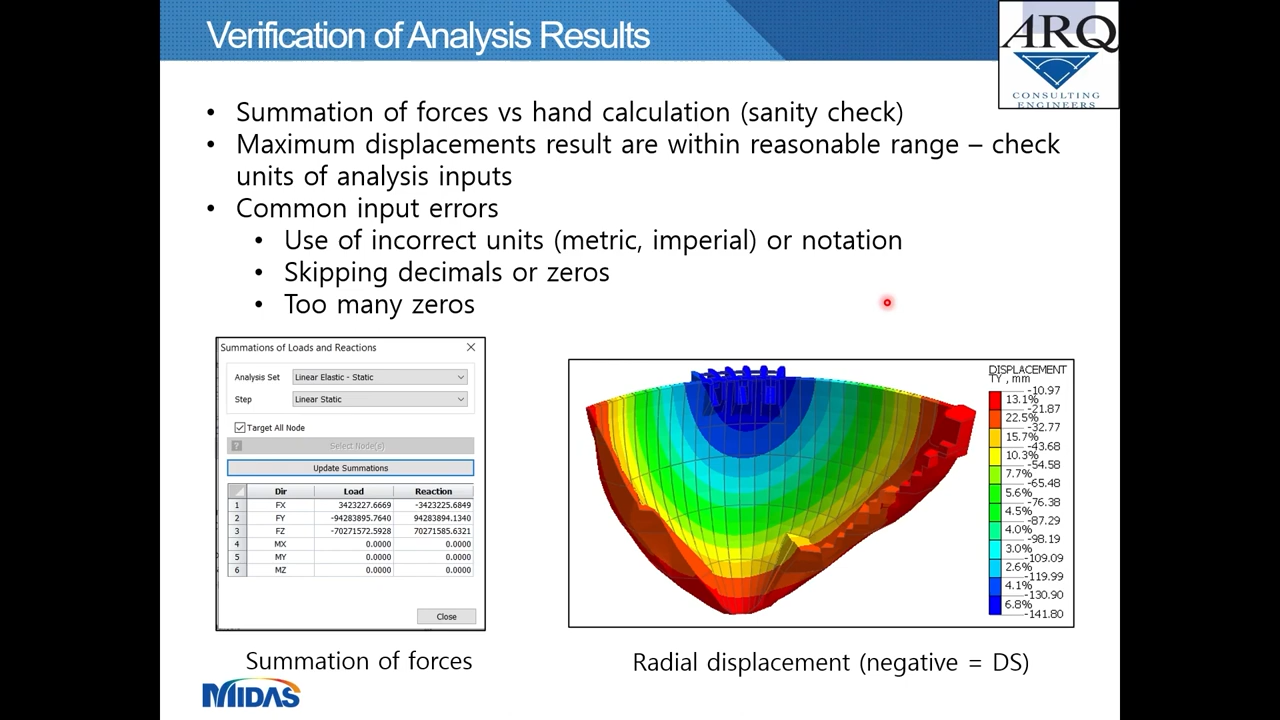 Verification of Analysis Results
ARQ
CONSULTING
ENGINEERS
• Summation of forces vs hand calculation (sanity check)
• Maximum displacements result are within reasonable range – check
units of analysis inputs
• Common input errors
• Use of incorrect units (metric, imperial) or notation
• Skipping decimals or zeros
• Too many zeros
Summations of Loads and Reactions
Analysis Set Linear Elastic - Static
Step Linear Static
Target All Node
? Select Node(s)
Update Summations
Dir Load Reaction
1 FX 3423227.6669 -3423225.6849
2 FY -94283895.7640 94283894.1340
3 FZ -70271572.5928 70271585.6321
4 MX 0.0000 0.0000
5 MY 0.0000 0.0000
6 MZ 0.0000 0.0000
Close
DISPLACEMENT
TY , mm
-10.97
13.1%
-21.87
22.5%
-32.77
15.7%
-43.68
10.3%
-54.58
7.7%
-65.48
5.6%
-76.38
4.5%
-87.29
4.0%
-98.19
3.0%
-109.09
2.6%
-119.99
4.1%
-130.90
6.8%
-141.80
Summation of forces
Radial displacement (negative = DS)
MIDAS